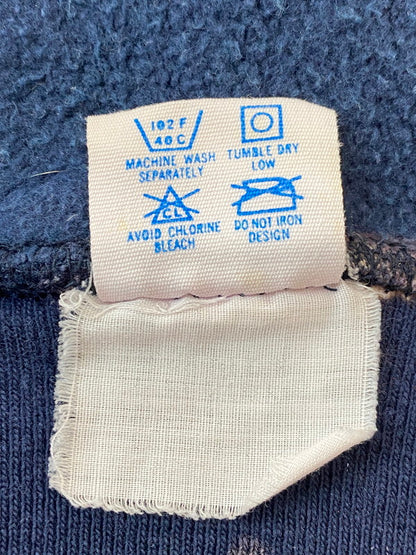 102 F
40 C
MACHINE WASH
SEPARATELY
TUMBLE DRY
LOW
CL
AVOID CHLORINE
BLEACH
DO NOT IRON
DESIGN